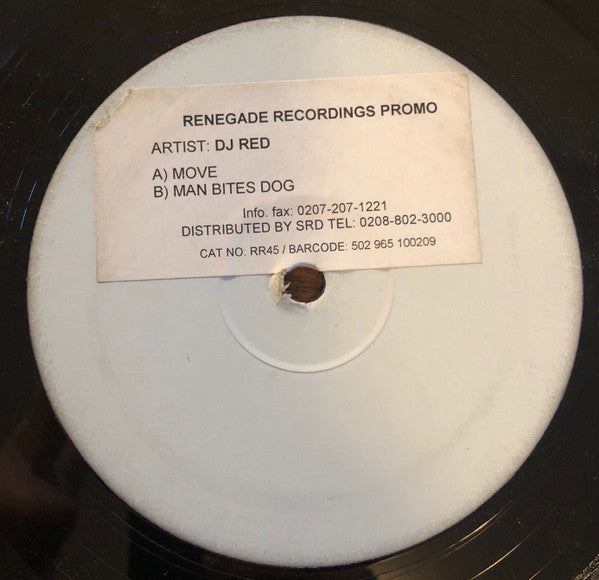 RENEGADE RECORDINGS PROMO
ARTIST: DJ RED
A) MOVE
B) MAN BITES DOG
Info. fax: 0207-207-1221
DISTRIBUTED BY SRD TEL: 0208-802-3000
CAT NO: RR45 / BARCODE: 502 965 100209